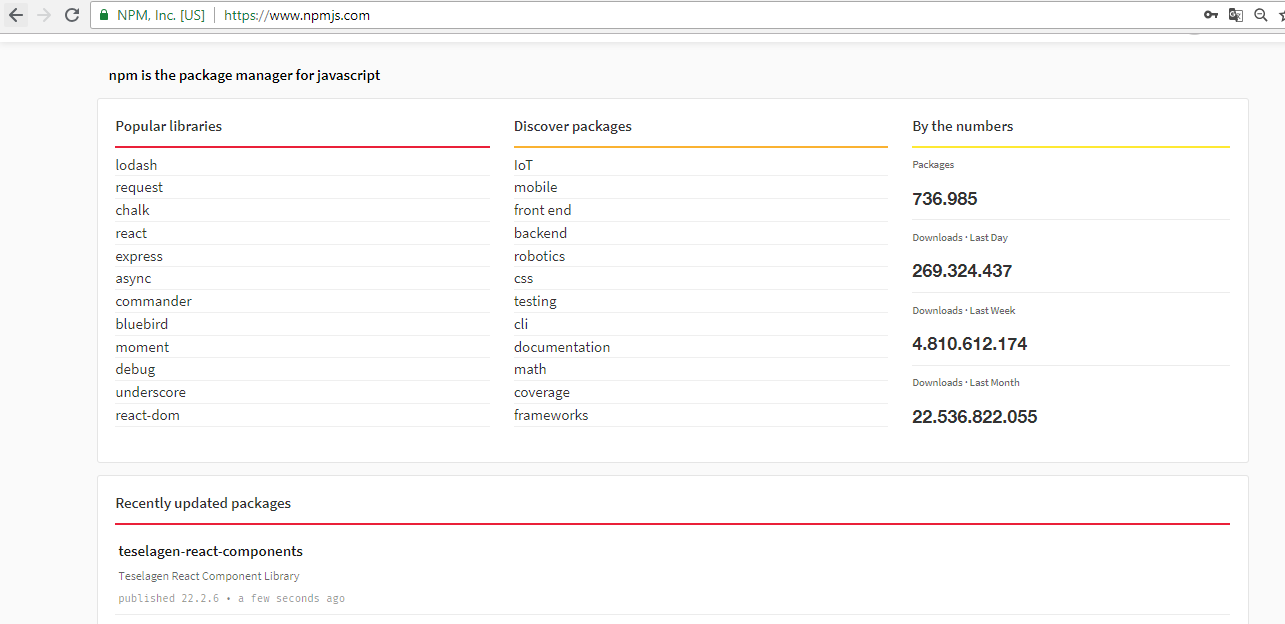 NPM, Inc. [US] https://www.npmjs.com
npm is the package manager for javascript
Popular libraries
lodash
request
chalk
react
express
async
commander
bluebird
moment
debug
underscore
react-dom
Discover packages
IoT
mobile
front end
backend
robotics
css
testing
cli
documentation
math
coverage
frameworks
By the numbers
Packages
736.985
Downloads · Last Day
269.324.437
Downloads · Last Week
4.810.612.174
Downloads · Last Month
22.536.822.055
Recently updated packages
teselagen-react-components
Teselagen React Component Library
published 22.2.6 • a few seconds ago